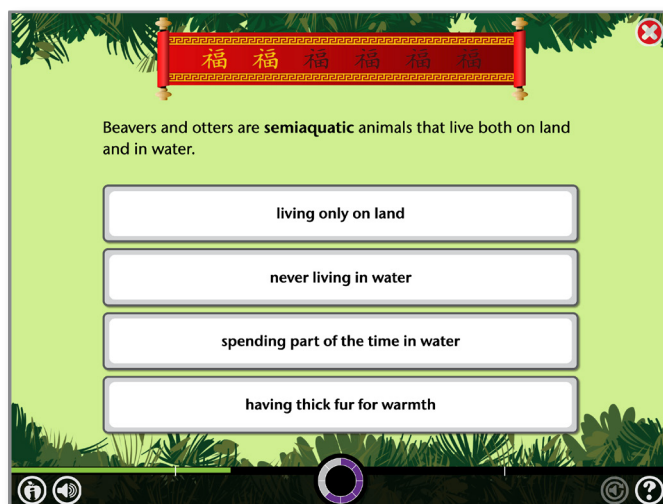 福 福 福 福 福 福
Beavers and otters are semiaquatic animals that live both on land
and in water.
living only on land
never living in water
spending part of the time in water
having thick fur for warmth